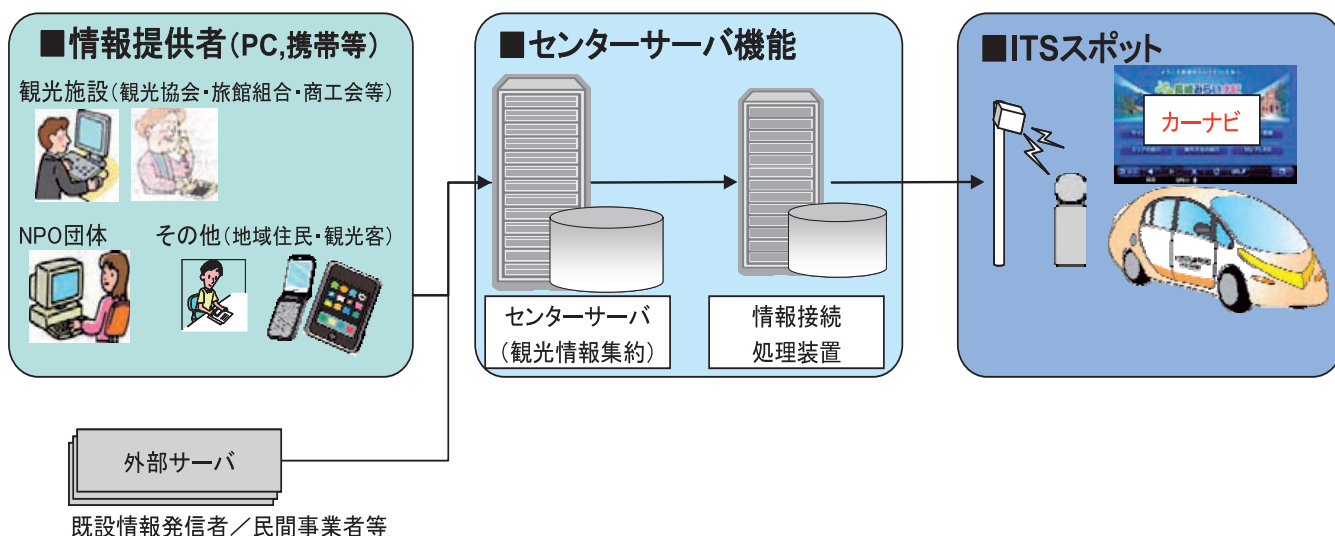 ■情報提供者(PC,携帯等)
観光施設(観光協会・旅館組合・商工会等)
NPO団体
その他(地域住民・観光客)
外部サーバ
既設情報発信者／民間事業者等
■センターサーバ機能
センターサーバ
(観光情報集約)
情報接続
処理装置
■ITSスポット
カーナビ